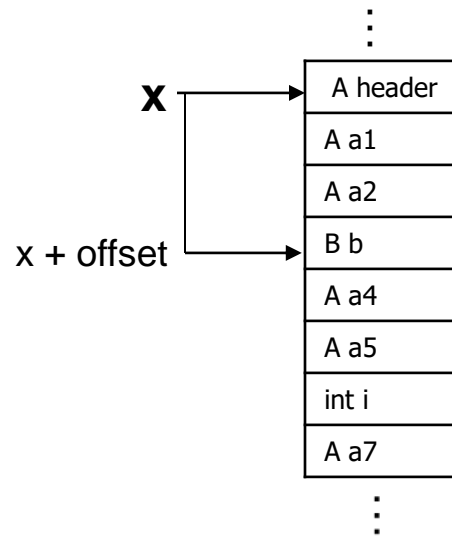 A header
x
A a1
A a2
B b
x + offset
A a4
A a5
int i
A a7